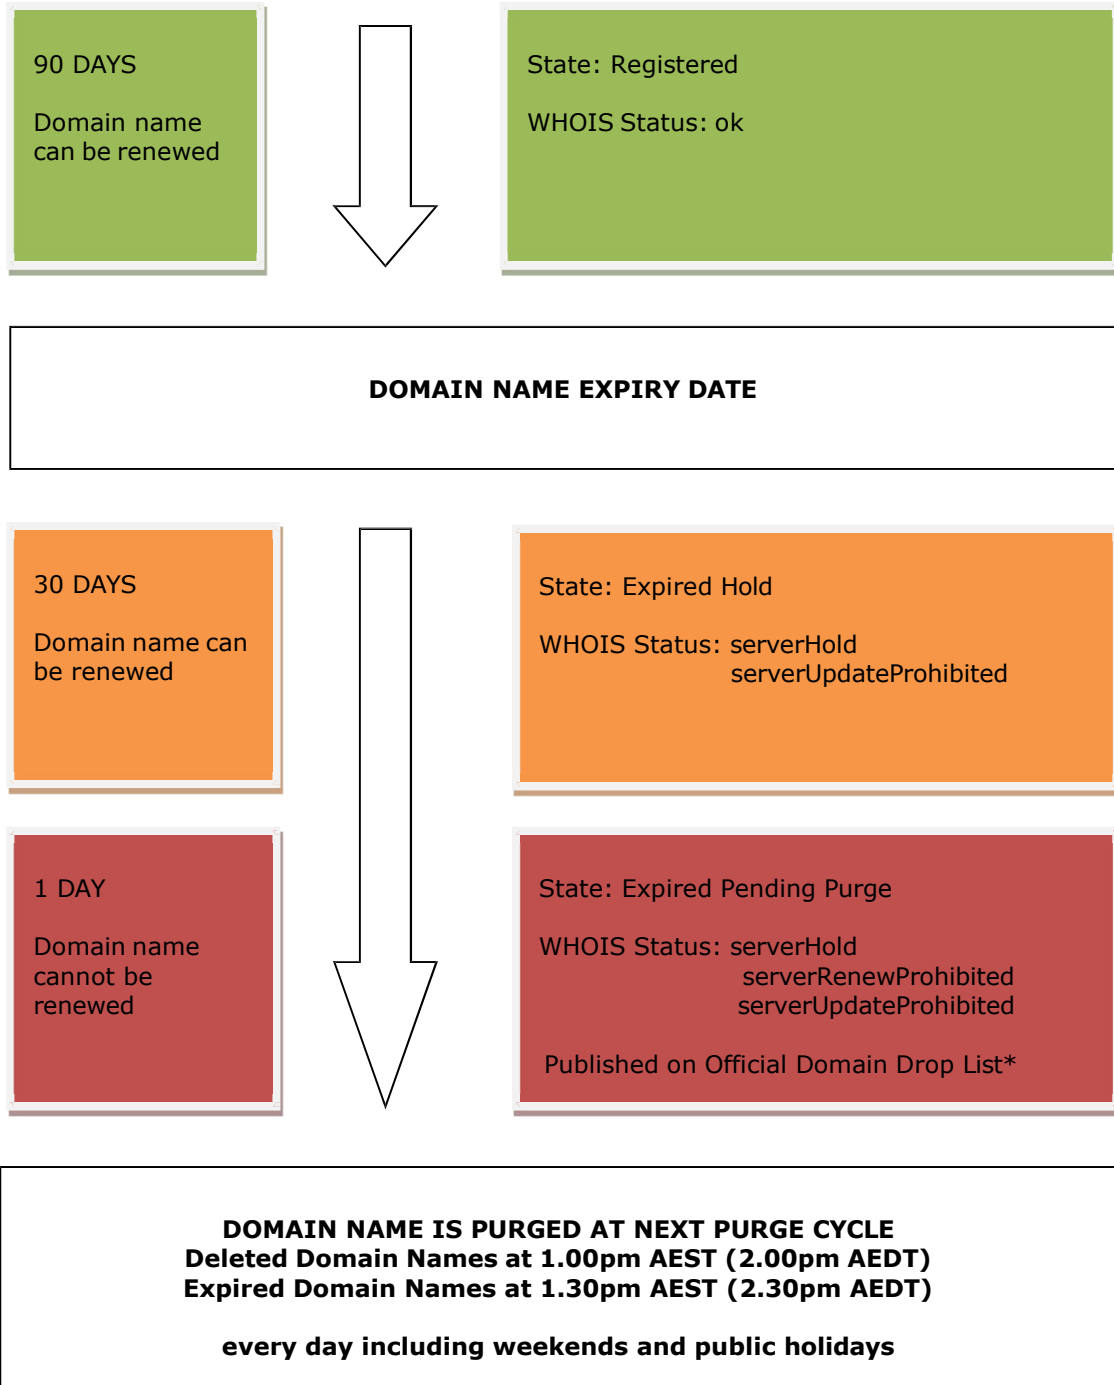 90 DAYS
Domain name
can be renewed
State: Registered
WHOIS Status: ok
DOMAIN NAME EXPIRY DATE
30 DAYS
Domain name can
be renewed
State: Expired Hold
WHOIS Status: serverHold
serverUpdateProhibited
1 DAY
Domain name
cannot be
renewed
State: Expired Pending Purge
WHOIS Status: serverHold
serverRenewProhibited
serverUpdateProhibited
Published on Official Domain Drop List*
DOMAIN NAME IS PURGED AT NEXT PURGE CYCLE
Deleted Domain Names at 1.00pm AEST (2.00pm AEDT)
Expired Domain Names at 1.30pm AEST (2.30pm AEDT)
every day including weekends and public holidays